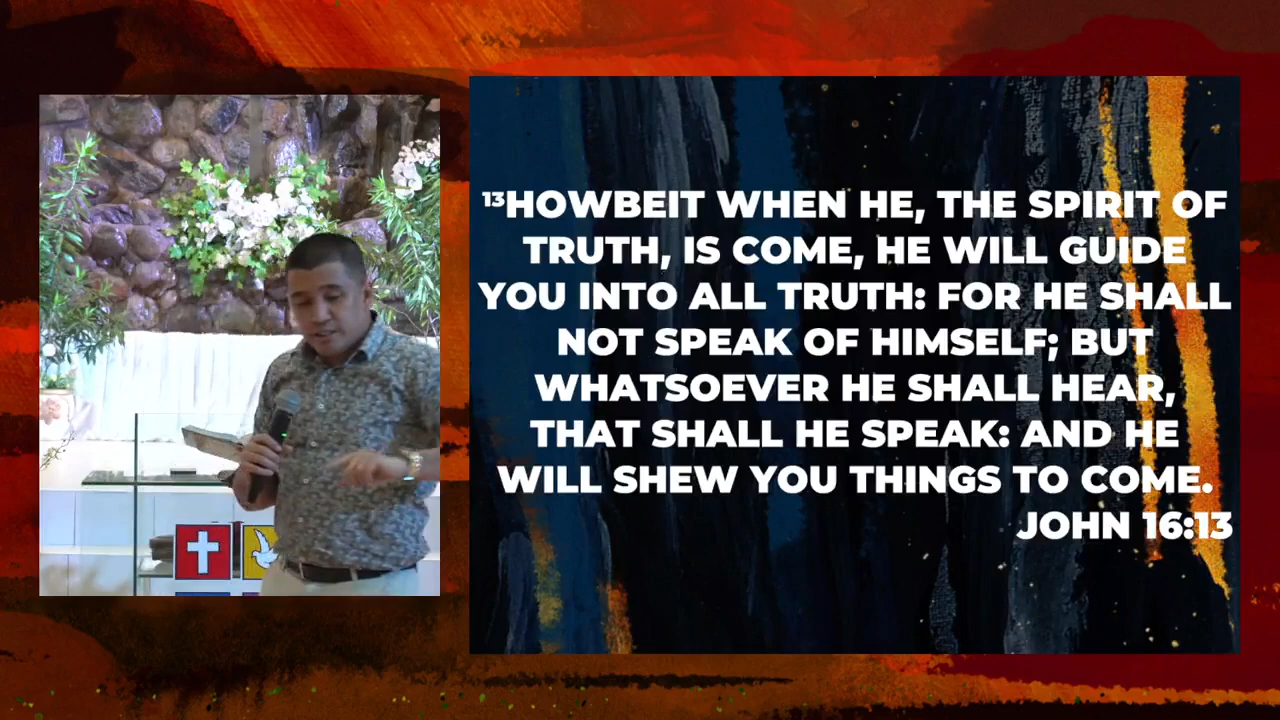 ¹³HOWBEIT WHEN HE, THE SPIRIT OF
TRUTH, IS COME, HE WILL GUIDE
YOU INTO ALL TRUTH: FOR HE SHALL
NOT SPEAK OF HIMSELF; BUT
WHATSOEVER HE SHALL HEAR,
THAT SHALL HE SPEAK: AND HE
WILL SHEW YOU THINGS TO COME.
JOHN 16:13